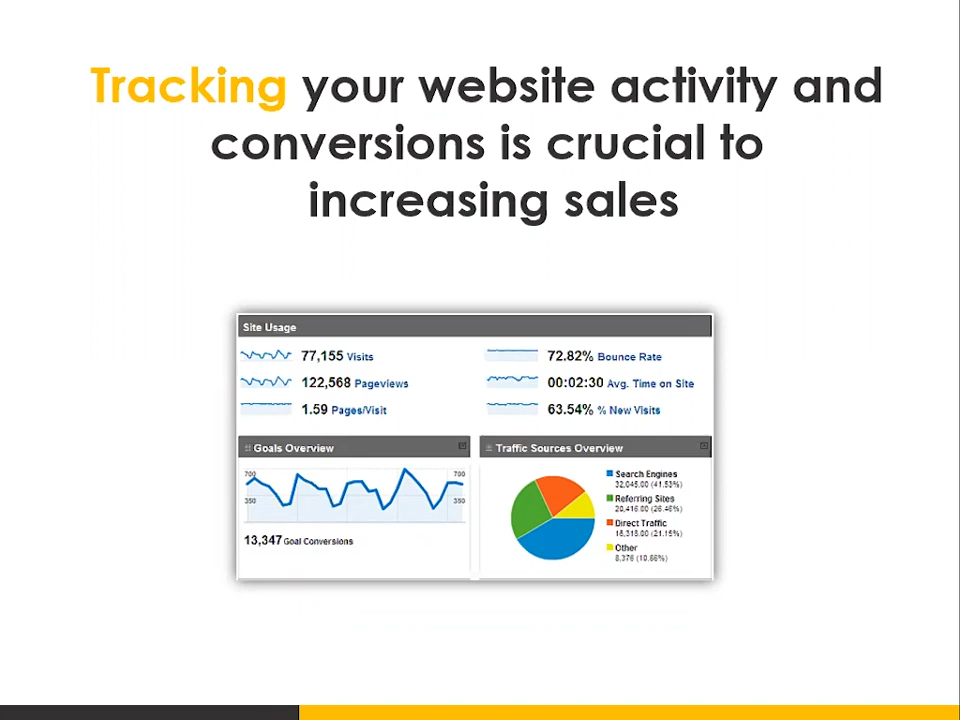 Tracking your website activity and
conversions is crucial to
increasing sales
Site Usage
77,155 Visits
72.82% Bounce Rate
122,568 Pageviews
00:02:30 Avg. Time on Site
1.59 Pages/Visit
63.54% % New Visits
Goals Overview
Traffic Sources Overview
700
700
350
350
13,347 Goal Conversions
Search Engines
32,045.00 (41.53%)
Referring Sites
20,416.00 (26.46%)
Direct Traffic
16,318.00 (21.15%)
Other
8,376 (10.86%)